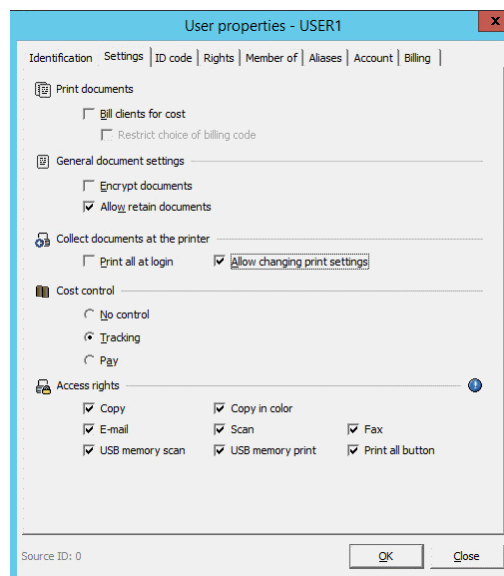 User properties - USER1
x
Identification Settings ID code Rights Member of Aliases Account Billing
Print documents
Bill clients for cost
Restrict choice of billing code
General document settings
Encrypt documents
Allow retain documents
Collect documents at the printer
Print all at login Allow changing print settings
Cost control
No control
Tracking
Pay
Access rights
Copy Copy in color
E-mail Scan Fax
USB memory scan USB memory print Print all button
Source ID: 0 OK Close